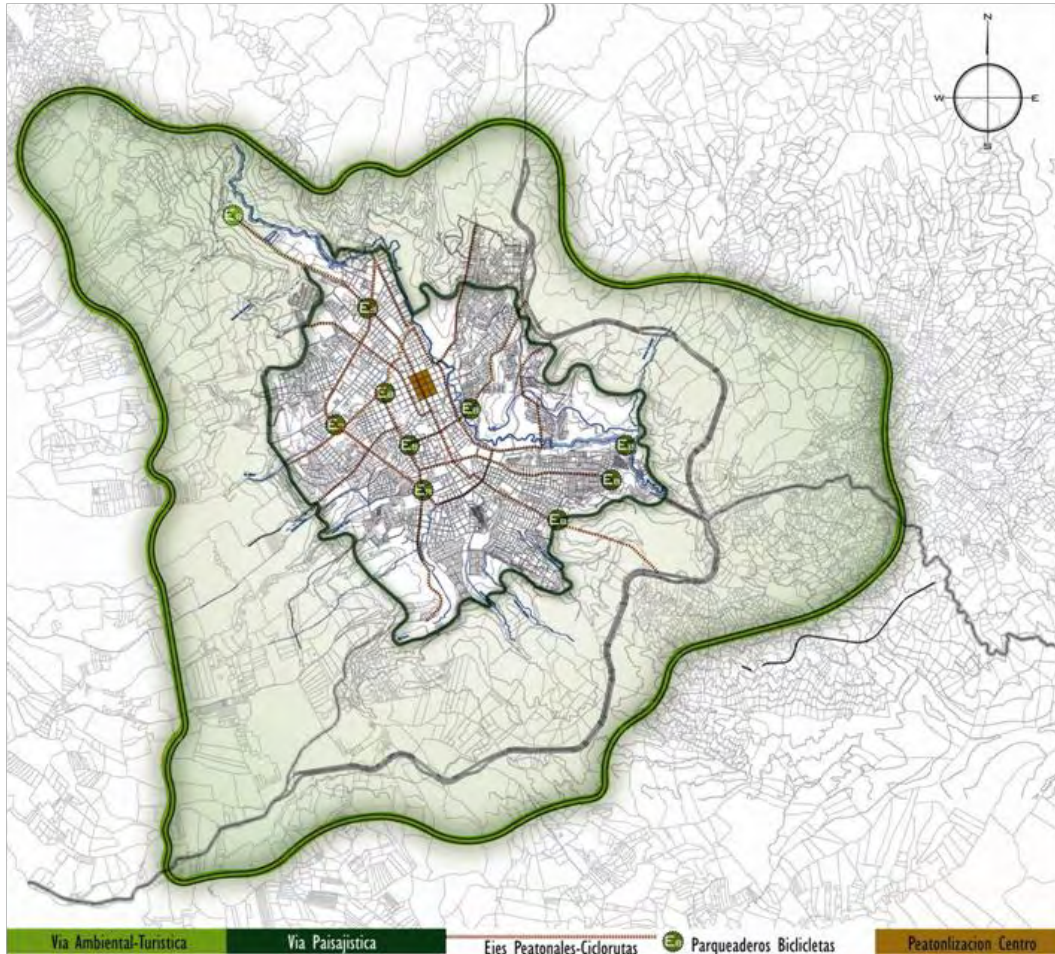 N
W E
S
Via Ambiental-Turistica
Via Paisajistica
Ejes Peatonales-Ciclorutas
Parqueaderos Biclicletas
Peatonlizacion Centro